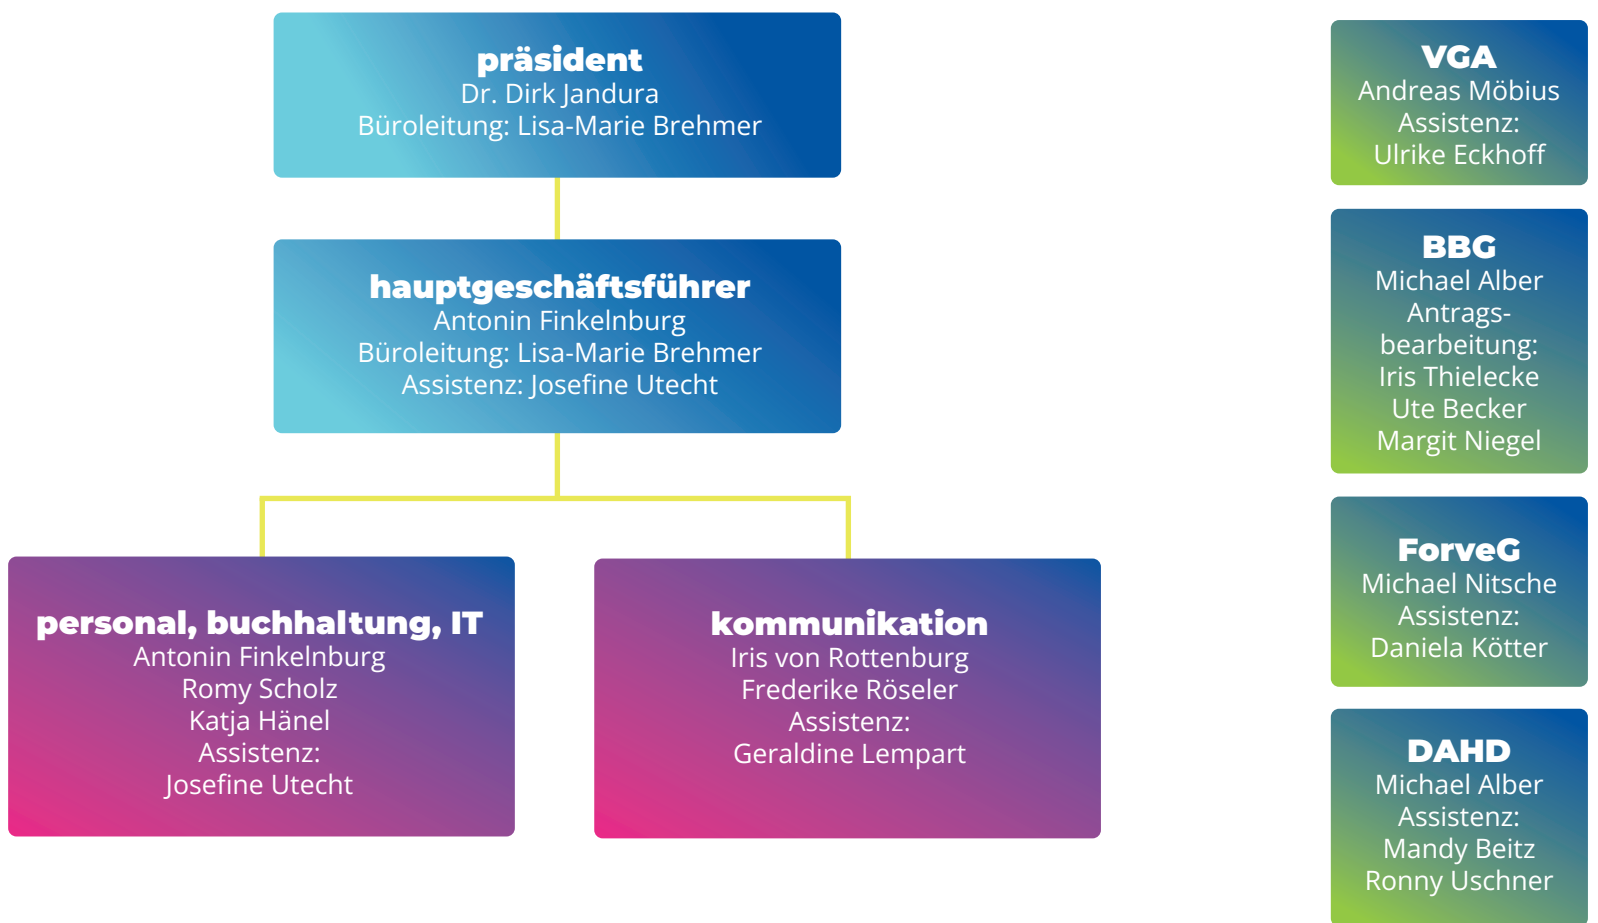 präsident
Dr. Dirk Jandura
Büroleitung: Lisa-Marie Brehmer
hauptgeschäftsführer
Antonin Finkelnburg
Büroleitung: Lisa-Marie Brehmer
Assistenz: Josefine Utecht
personal, buchhaltung, IT
Antonin Finkelnburg
Romy Scholz
Katja Hänel
Assistenz:
Josefine Utecht
kommunikation
Iris von Rottenburg
Frederike Röseler
Assistenz:
Geraldine Lempart
VGA
Andreas Möbius
Assistenz:
Ulrike Eckhoff
BBG
Michael Alber
Antrags-
bearbeitung:
Iris Thielecke
Ute Becker
Margit Niegel
ForveG
Michael Nitsche
Assistenz:
Daniela Kötter
DAHD
Michael Alber
Assistenz:
Mandy Beitz
Ronny Uschner